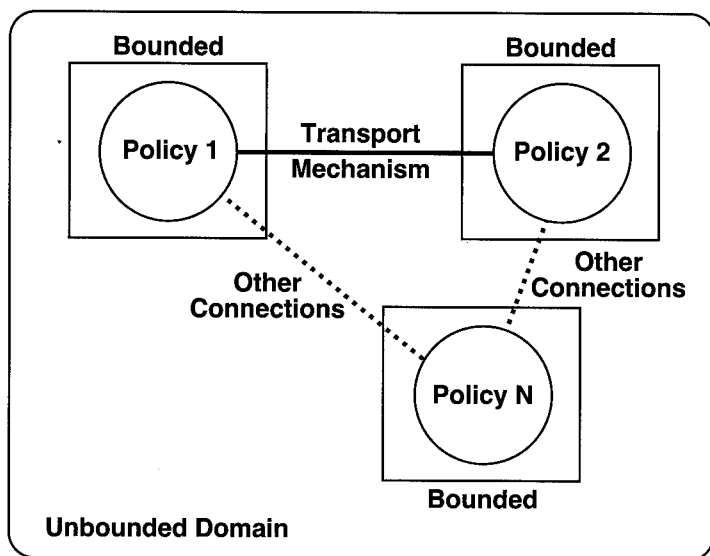 Bounded
Bounded
Policy 1
Transport
Mechanism
Policy 2
Other
Connections
Other
Connections
Policy N
Bounded
Unbounded Domain